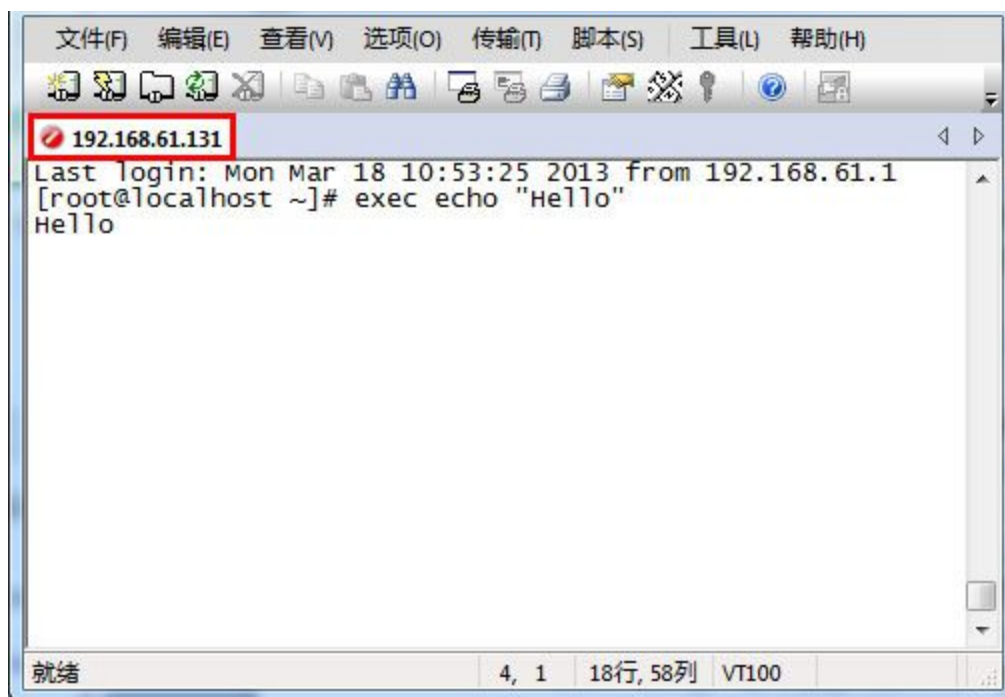 文件(F) 编辑(E) 查看(V) 选项(O) 传输(T) 脚本(S) 工具(L) 帮助(H)
192.168.61.131
Last login: Mon Mar 18 10:53:25 2013 from 192.168.61.1
[root@localhost ~]# exec echo "Hello"
Hello
就绪 4, 1 18行, 58列 VT100